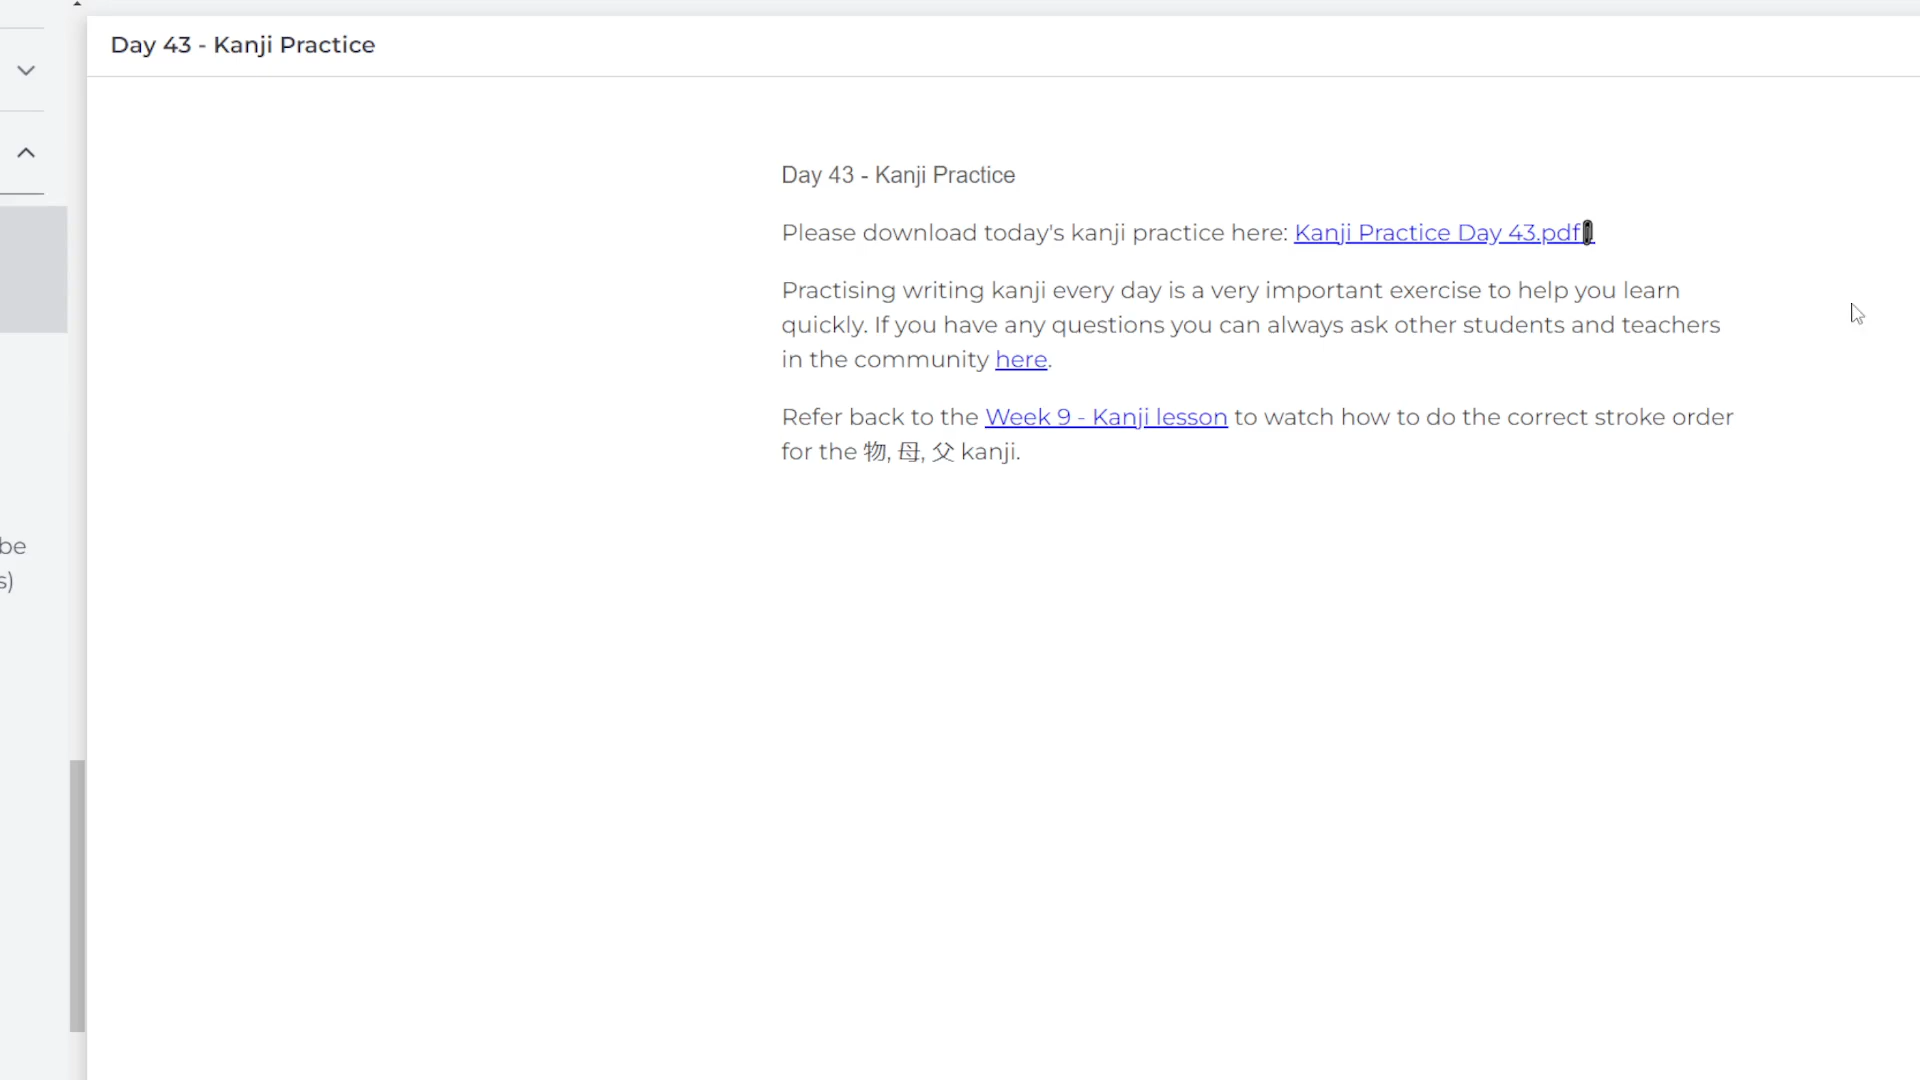 Day 43 - Kanji Practice
Day 43 - Kanji Practice
Please download today's kanji practice here: Kanji Practice Day 43.pdf
Practising writing kanji every day is a very important exercise to help you learn
quickly. If you have any questions you can always ask other students and teachers
in the community here.
Refer back to the Week 9 - Kanji lesson to watch how to do the correct stroke order
for the 物, 母, 父 kanji.
be
s)